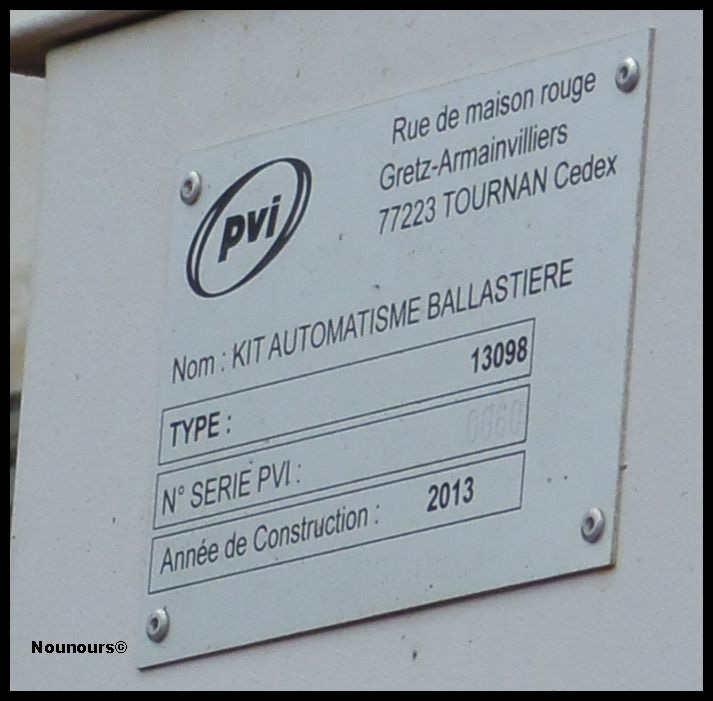 pvi
Rue de maison rouge
Gretz-Armainvilliers
77223 TOURNAN Cedex
Nom : KIT AUTOMATISME BALLASTIERE
TYPE : 13098
N° SERIE PVI : 0060
Année de Construction : 2013
Nounours©